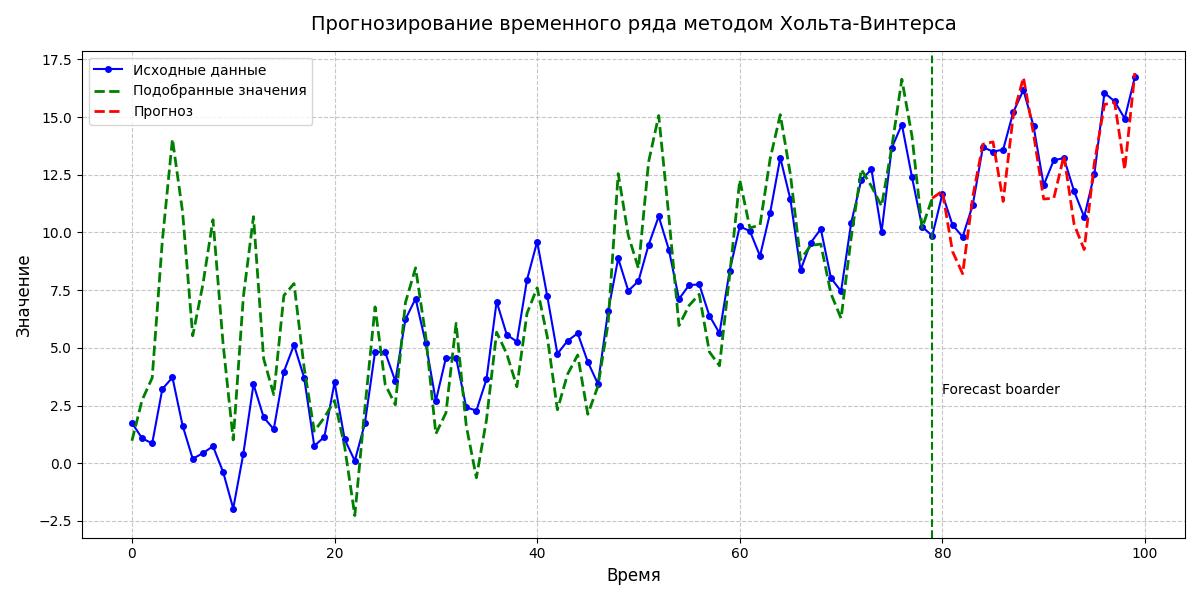 Прогнозирование временного ряда методом Хольта-Винтерса
17.5
15.0
12.5
10.0
7.5
5.0
2.5
0.0
−2.5
Значение
Исходные данные
Подобранные значения
Прогноз
Forecast boarder
0 20 40 60 80 100
Время